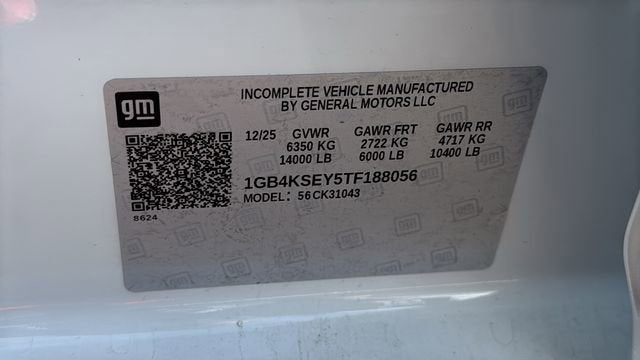 gm
INCOMPLETE VEHICLE MANUFACTURED
BY GENERAL MOTORS LLC
12/25 GVWR GAWR FRT GAWR RR
6350 KG 2722 KG 4717 KG
14000 LB 6000 LB 10400 LB
1GB4KSEY5TF188056
MODEL: 56CK31043
8624